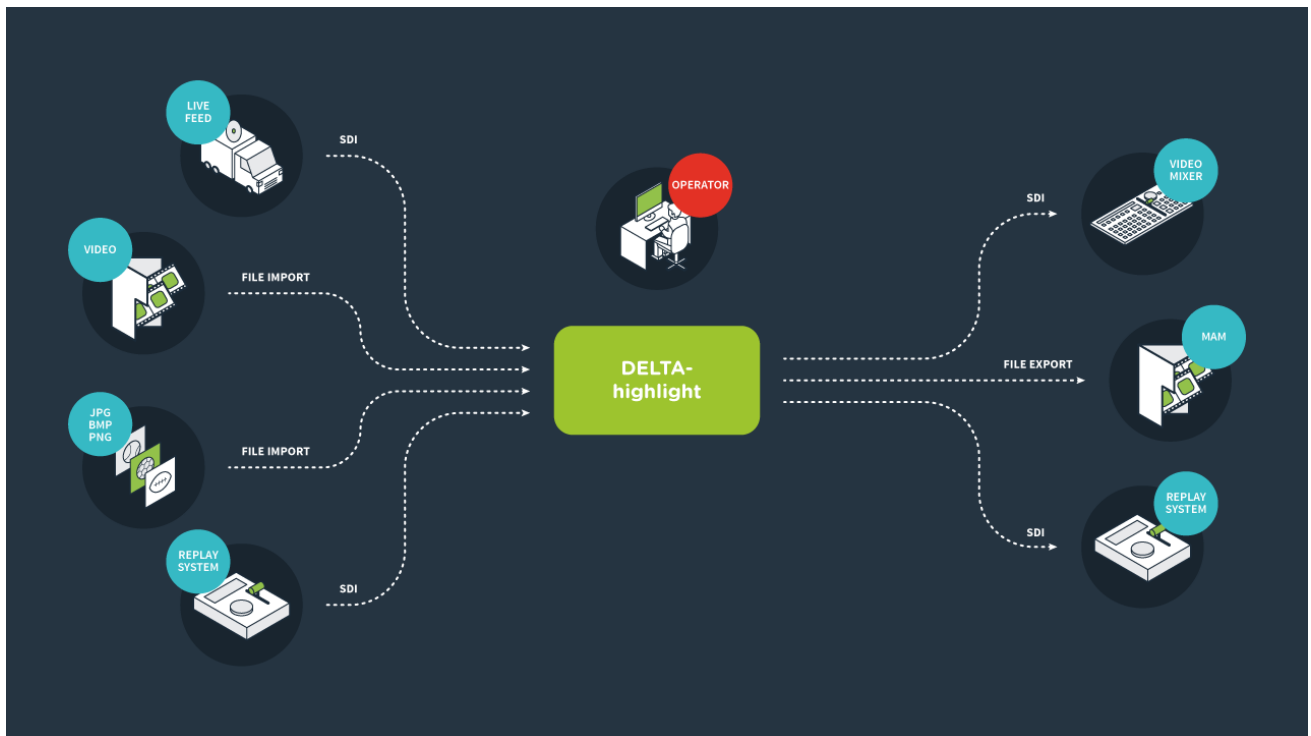 LIVE
FEED
SDI
VIDEO
FILE IMPORT
JPG
BMP
PNG
FILE IMPORT
REPLAY
SYSTEM
SDI
OPERATOR
DELTA-
highlight
VIDEO
MIXER
SDI
MAM
FILE EXPORT
REPLAY
SYSTEM
SDI